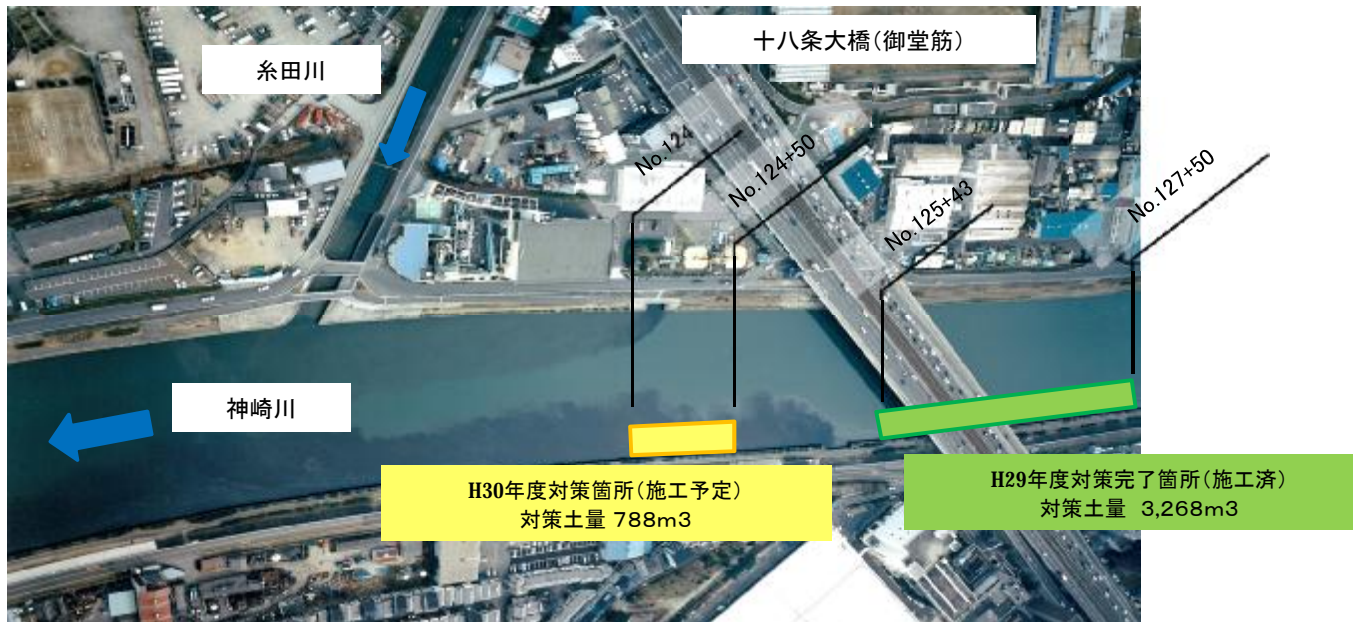 十八条大橋(御堂筋)
糸田川
No.124
No.124+50
No.125+43
No.127+50
神崎川
H30年度対策箇所(施工予定)
対策土量 788m3
H29年度対策完了箇所(施工済)
対策土量 3,268m3